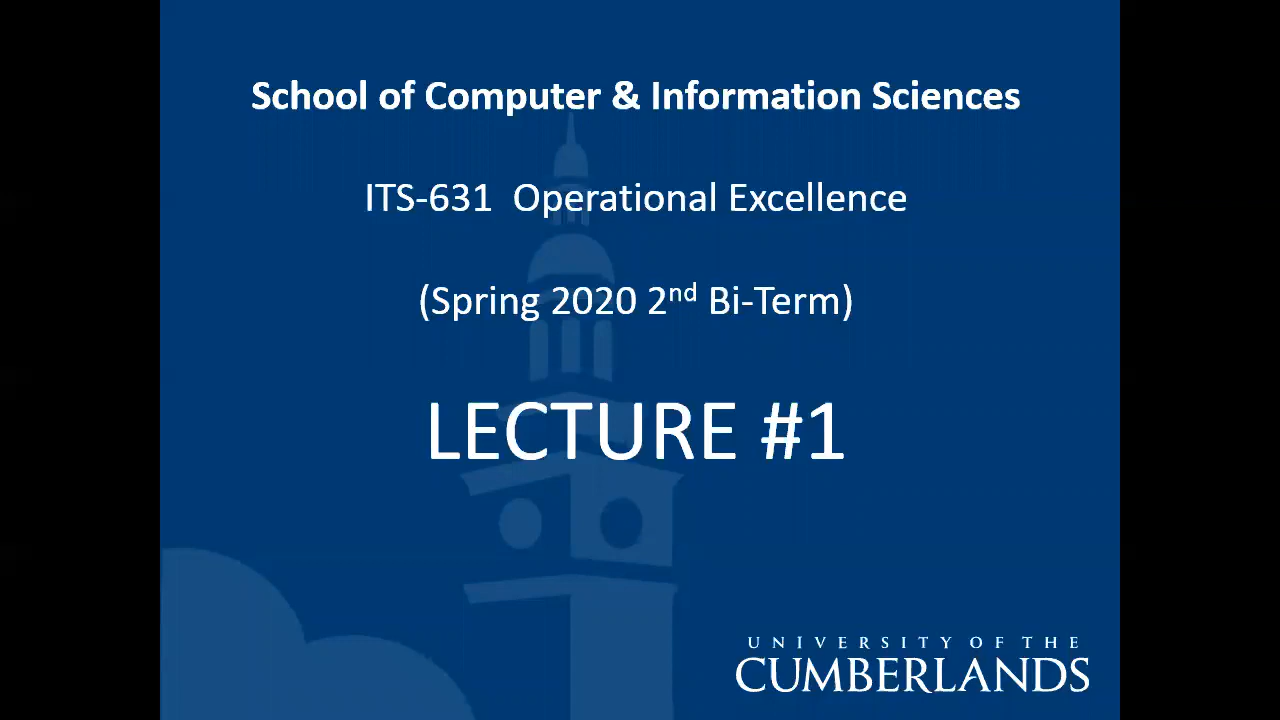 School of Computer & Information Sciences
ITS-631 Operational Excellence
(Spring 2020 2nd Bi-Term)
LECTURE #1
UNIVERSITY OF THE
CUMBERLANDS